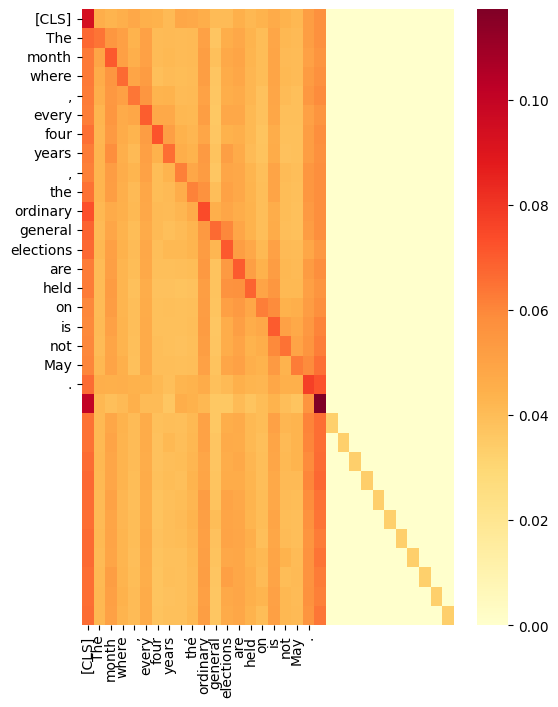 [CLS]
The
month
where
,
every
four
years
,
the
ordinary
general
elections
are
held
on
is
not
May
.
0.10
0.08
0.06
0.04
0.02
0.00
[CLS]
The
month
where
,
every
four
years
,
the
ordinary
general
elections
are
held
on
is
not
May
.